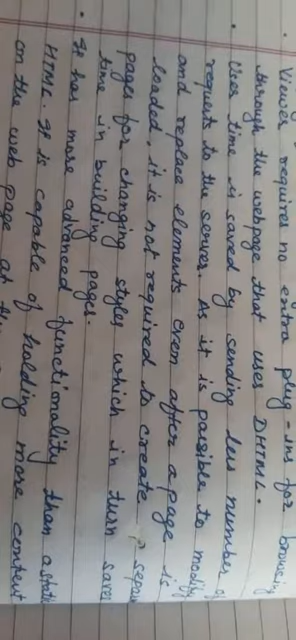 Viewer requires no extra plug-ins for browsing
through the webpage that uses DHTML.
• User time is saved by sending less number of
requests to the server. As it is possible to modify
and replace elements even after a page is
loaded, it is not required to create separ
pages for changing styles which in turn saves
time in building pages.
• It has more advanced functionality than a static
HTML. It is capable of holding more content
on the web page at the